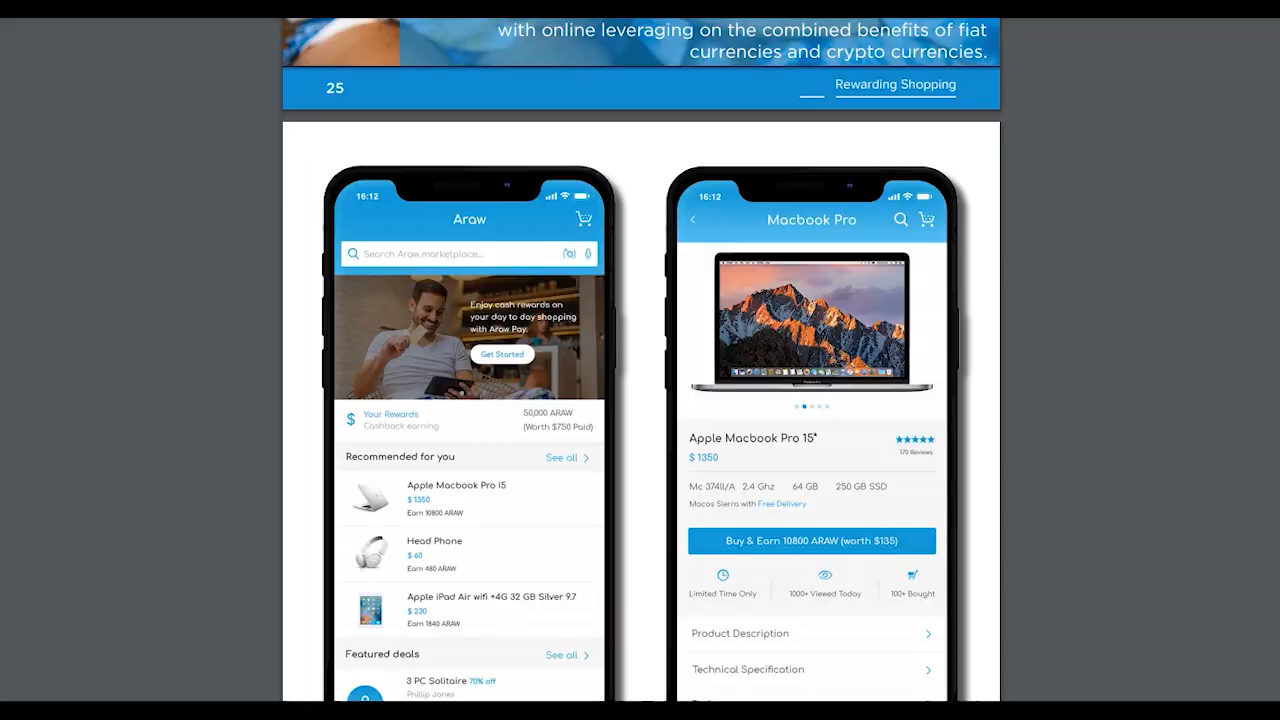 with online leveraging on the combined benefits of fiat
currencies and crypto currencies.
25
Rewarding Shopping
16:12
Araw
Search Araw marketplace...
Enjoy cash rewards on
your day to day shopping
with Araw Pay.
Get Started
$ Your Rewards
Cashback earning
50,000 ARAW
(Worth $750 Paid)
Recommended for you
See all
Apple Macbook Pro i5
$ 1350
Earn 10800 ARAW
Head Phone
$ 60
Earn 480 ARAW
Apple iPad Air wifi +4G 32 GB Silver 9.7
$ 230
Earn 1840 ARAW
Featured deals
See all
3 PC Solitaire 70% off
Phillip Jones
16:12
Macbook Pro
Apple Macbook Pro 15"
$ 1350
170 Reviews
Mc 374ll/A 2.4 Ghz 64 GB 250 GB SSD
Macos Sierra with Free Delivery
Buy & Earn 10800 ARAW (worth $135)
Limited Time Only
1000+ Viewed Today
100+ Bought
Product Description
Technical Specification